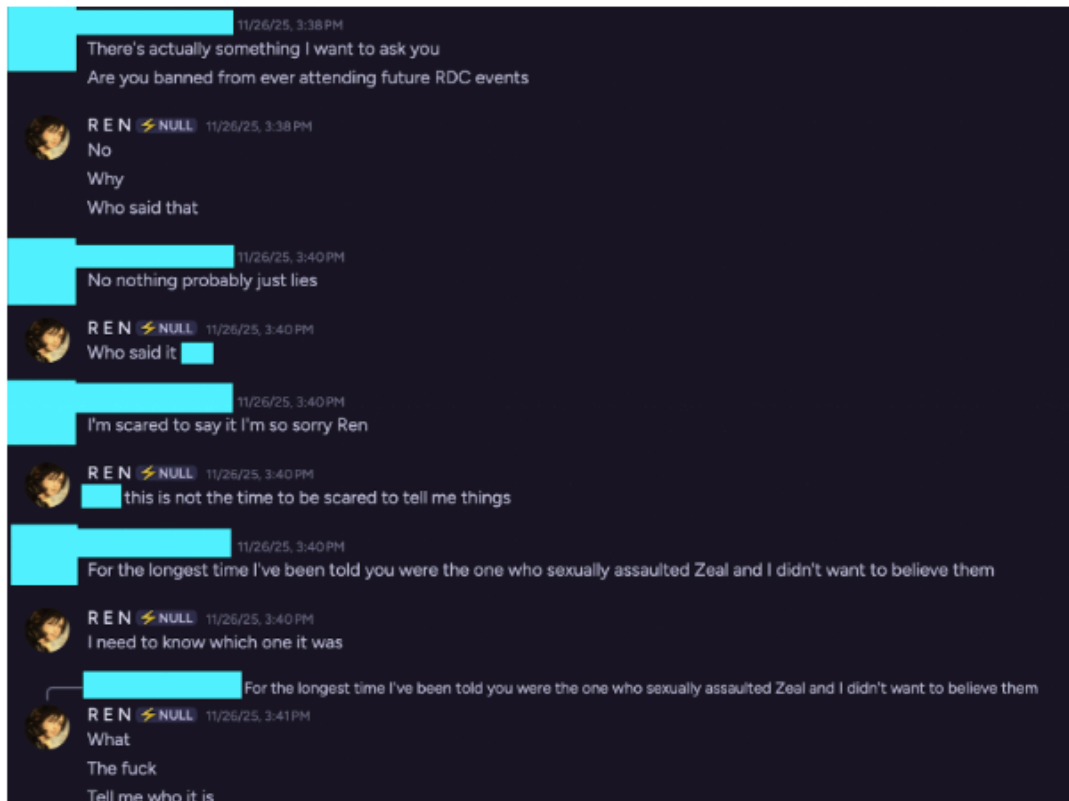 11/26/25, 3:38 PM
There's actually something I want to ask you
Are you banned from ever attending future RDC events
R E N ⚡ NULL 11/26/25, 3:38 PM
No
Why
Who said that
11/26/25, 3:40 PM
No nothing probably just lies
R E N ⚡ NULL 11/26/25, 3:40 PM
Who said it
11/26/25, 3:40 PM
I'm scared to say it I'm so sorry Ren
R E N ⚡ NULL 11/26/25, 3:40 PM
this is not the time to be scared to tell me things
11/26/25, 3:40 PM
For the longest time I've been told you were the one who sexually assaulted Zeal and I didn't want to believe them
R E N ⚡ NULL 11/26/25, 3:40 PM
I need to know which one it was
For the longest time I've been told you were the one who sexually assaulted Zeal and I didn't want to believe them
R E N ⚡ NULL 11/26/25, 3:41 PM
What
The fuck
Tell me who it is